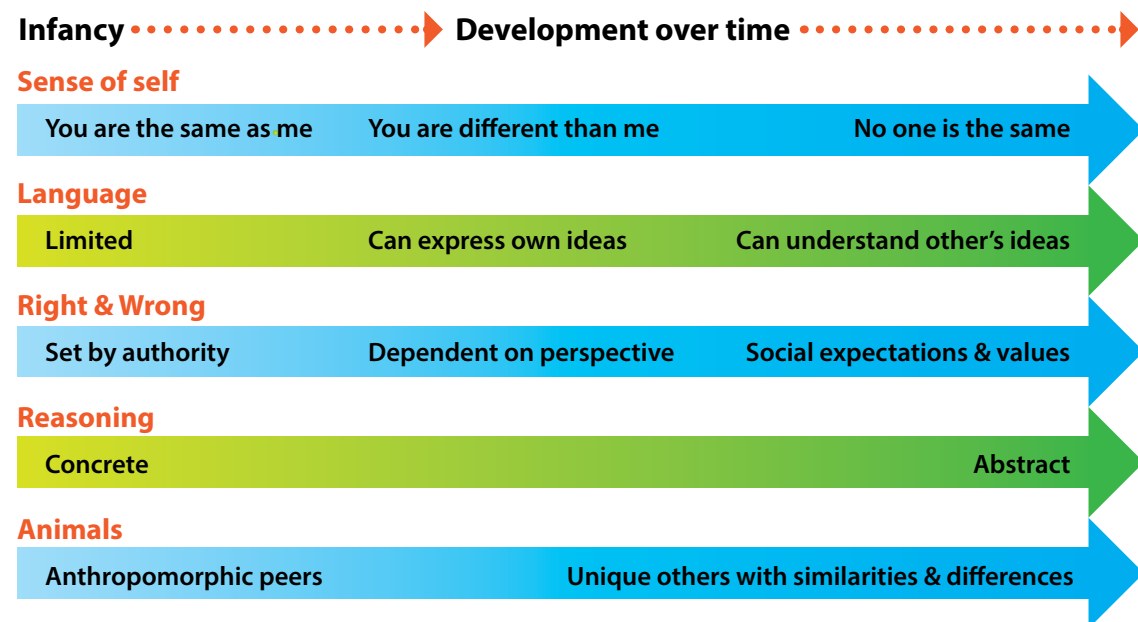 Infancy Development over time
Sense of self
You are the same as me You are different than me No one is the same
Language
Limited Can express own ideas Can understand other's ideas
Right & Wrong
Set by authority Dependent on perspective Social expectations & values
Reasoning
Concrete Abstract
Animals
Anthropomorphic peers Unique others with similarities & differences